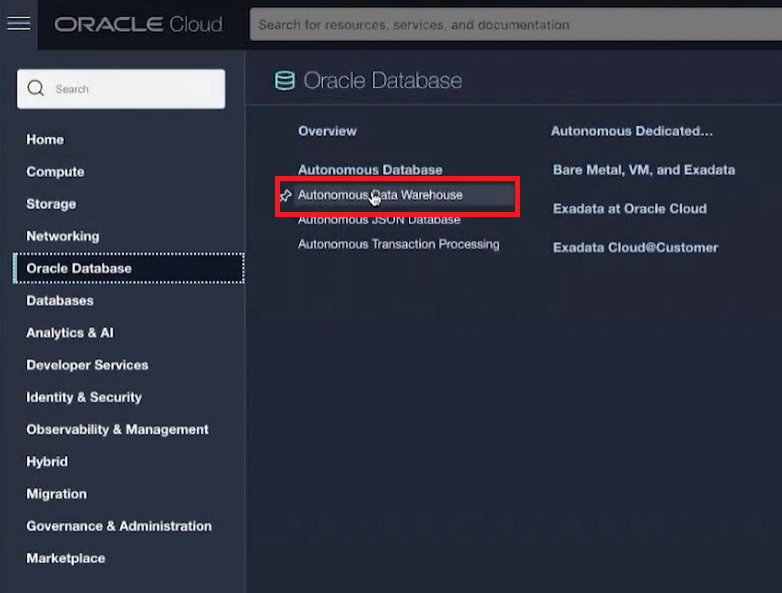 ORACLE Cloud
Search for resources, services, and documentation
Search
Home
Compute
Storage
Networking
Oracle Database
Databases
Analytics & AI
Developer Services
Identity & Security
Observability & Management
Hybrid
Migration
Governance & Administration
Marketplace
Oracle Database
Overview
Autonomous Database
Autonomous Data Warehouse
Autonomous JSON Database
Autonomous Transaction Processing
Autonomous Dedicated...
Bare Metal, VM, and Exadata
Exadata at Oracle Cloud
Exadata Cloud@Customer